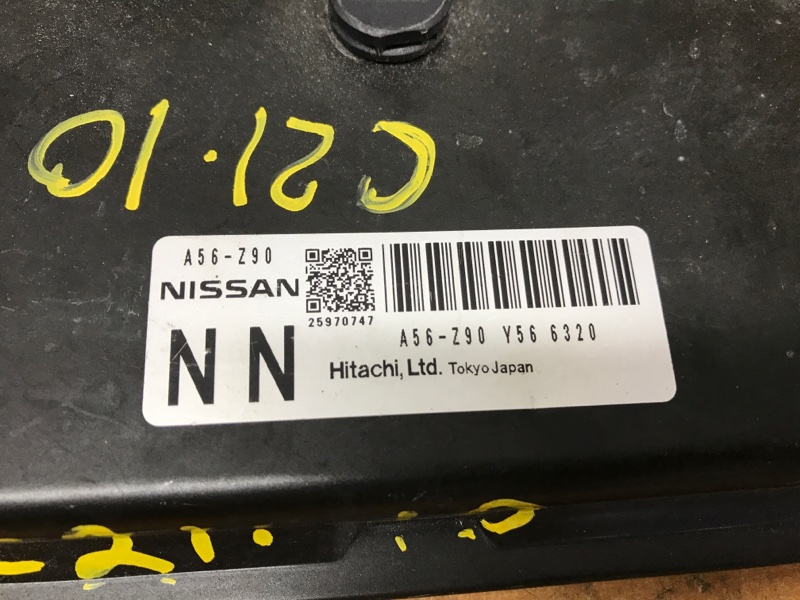 C21·10
A56-Z90
NISSAN
25970747
A56-Z90 Y56 6320
NN
Hitachi, Ltd. Tokyo Japan